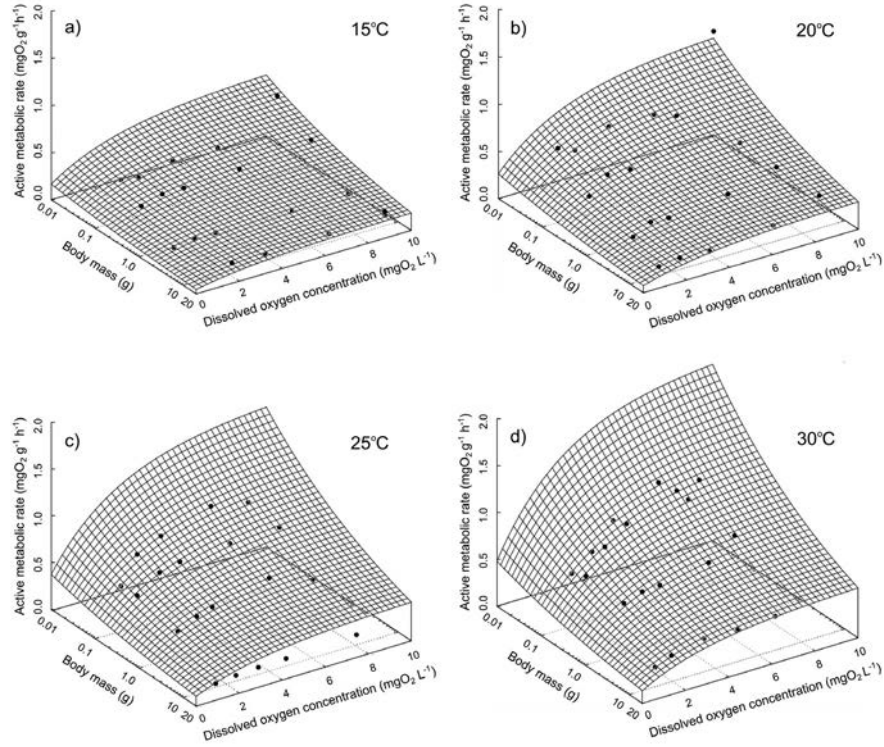 a)
15°C
Active metabolic rate (mgO₂ g⁻¹ h⁻¹)
0.0 0.5 1.0 1.5 2.0
0.01 0.1 1.0 10 20
Body mass (g)
0 2 4 6 8 10
Dissolved oxygen concentration (mgO₂ L⁻¹)
b)
20°C
Active metabolic rate (mgO₂ g⁻¹ h⁻¹)
0.0 0.5 1.0 1.5 2.0
0.01 0.1 1.0 10 20
Body mass (g)
0 2 4 6 8 10
Dissolved oxygen concentration (mgO₂ L⁻¹)
c)
25°C
Active metabolic rate (mgO₂ g⁻¹ h⁻¹)
0.0 0.5 1.0 1.5 2.0
0.01 0.1 1.0 10 20
Body mass (g)
0 2 4 6 8 10
Dissolved oxygen concentration (mgO₂ L⁻¹)
d)
30°C
Active metabolic rate (mgO₂ g⁻¹ h⁻¹)
0.0 0.5 1.0 1.5 2.0
0.01 0.1 1.0 10 20
Body mass (g)
0 2 4 6 8 10
Dissolved oxygen concentration (mgO₂ L⁻¹)